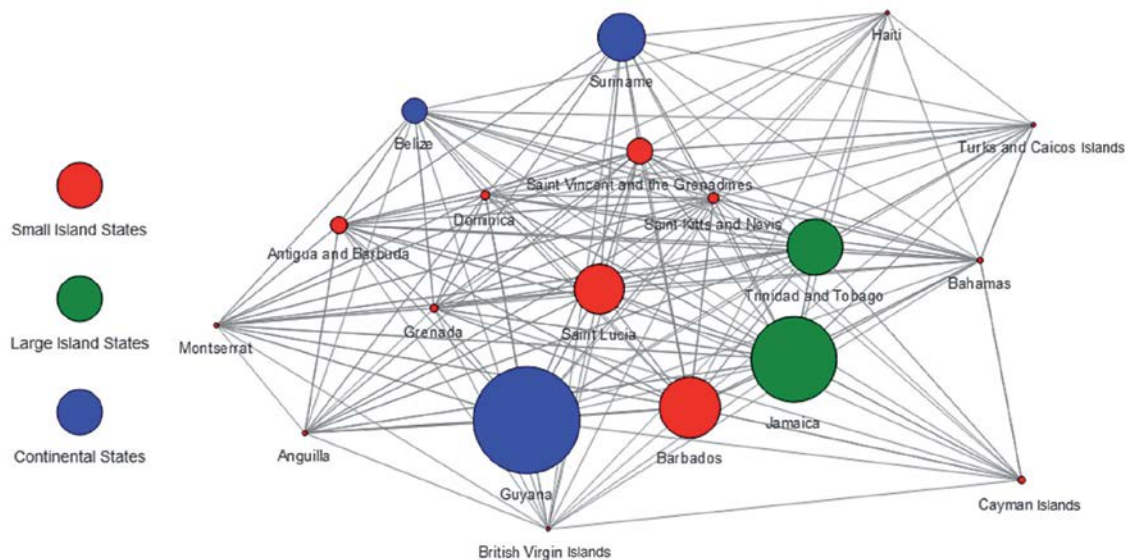 Haiti
Suriname
Belize
Turks and Caicos Islands
Saint Vincent and the Grenadines
Small Island States
Dominica
Saint Kitts and Nevis
Antigua and Barbuda
Trinidad and Tobago
Bahamas
Large Island States
Montserrat
Grenada
Saint Lucia
Jamaica
Continental States
Anguilla
Barbados
Guyana
Cayman Islands
British Virgin Islands